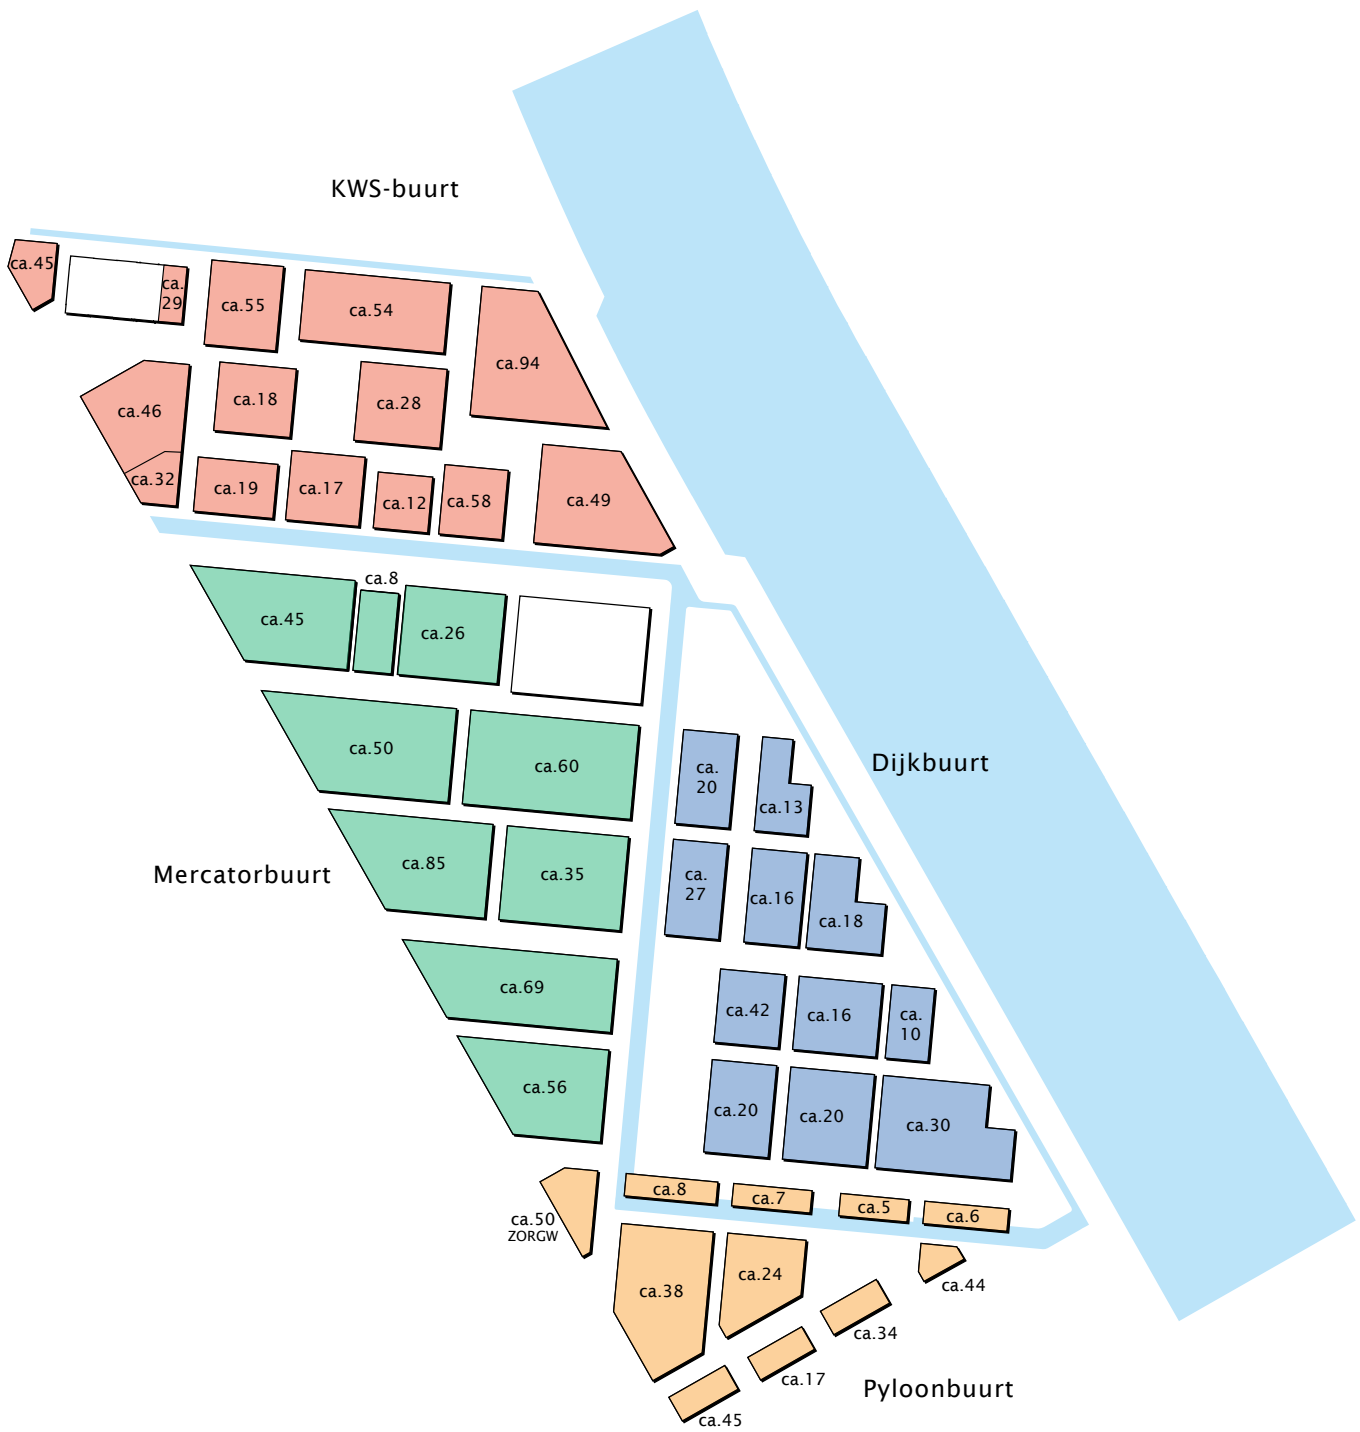 KWS-buurt
ca.45
ca.
29
ca.55
ca.54
ca.94
ca.46
ca.18
ca.28
ca.32
ca.19
ca.17
ca.12
ca.58
ca.49
ca.8
ca.45
ca.26
ca.50
ca.60
Dijkbuurt
ca.
20
ca.13
Mercatorbuurt
ca.85
ca.35
ca.
27
ca.16
ca.18
ca.69
ca.42
ca.16
ca.
10
ca.56
ca.20
ca.20
ca.30
ca.8
ca.7
ca.5
ca.6
ca.50
ZORGW
ca.38
ca.24
ca.44
ca.34
ca.17
Pyloonbuurt
ca.45